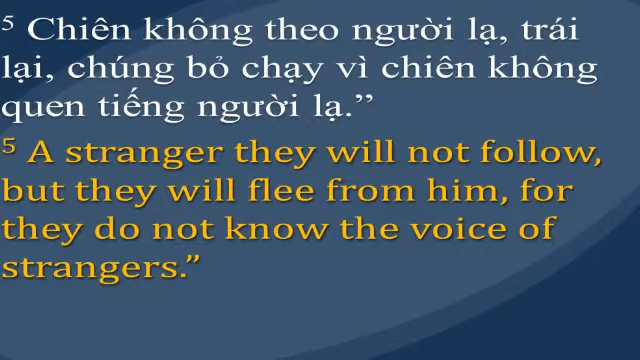 ⁵ Chiên không theo người lạ, trái
lại, chúng bỏ chạy vì chiên không
quen tiếng người lạ.”
⁵ A stranger they will not follow,
but they will flee from him, for
they do not know the voice of
strangers.”